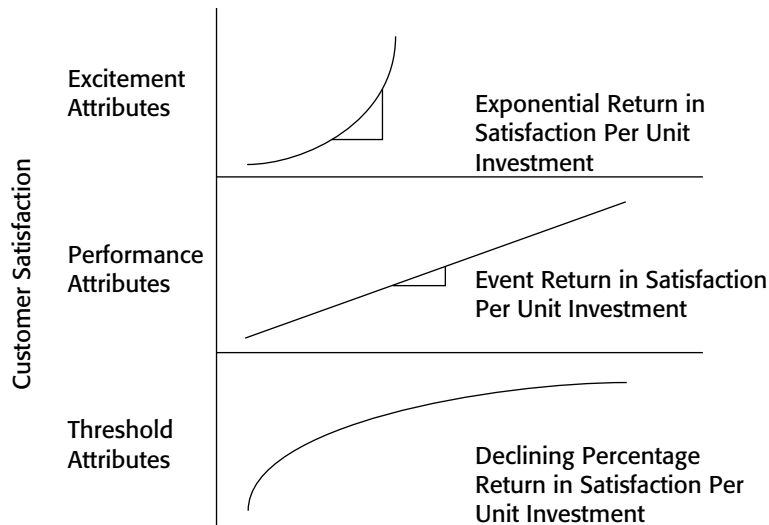 Customer Satisfaction
Excitement
Attributes
Exponential Return in
Satisfaction Per Unit
Investment
Performance
Attributes
Event Return in Satisfaction
Per Unit Investment
Threshold
Attributes
Declining Percentage
Return in Satisfaction Per
Unit Investment